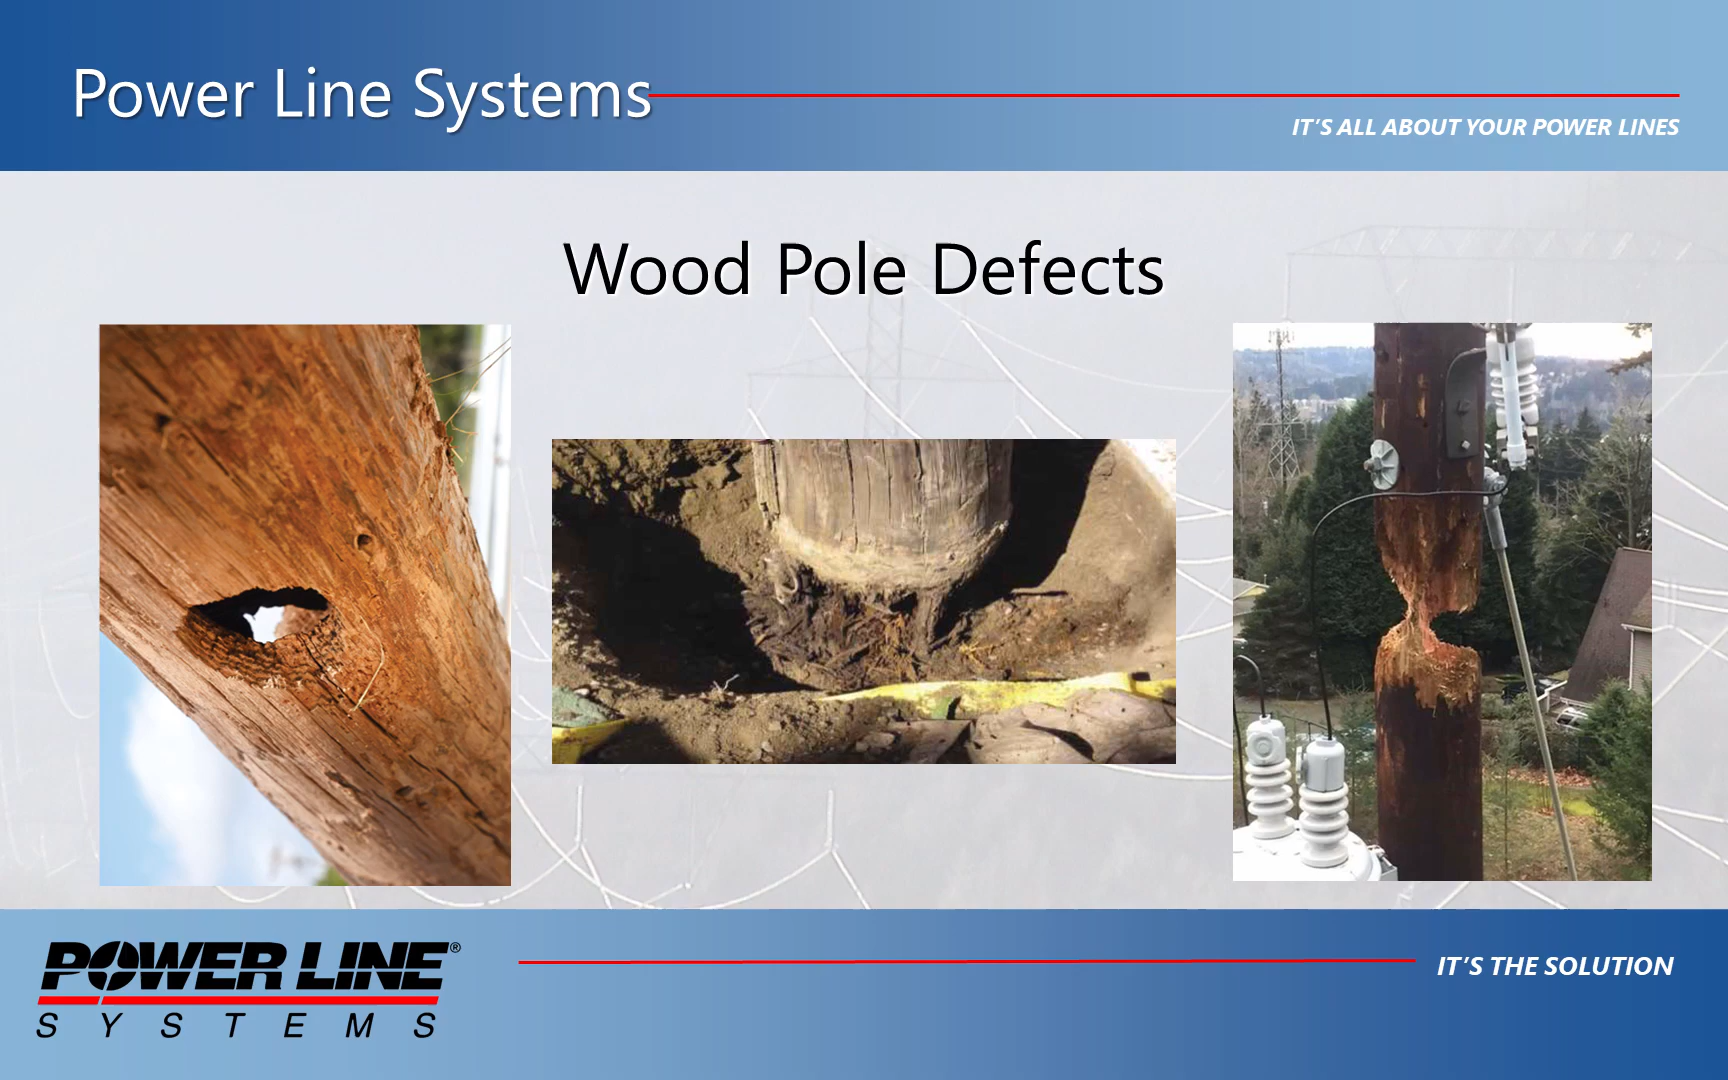 Power Line Systems
IT'S ALL ABOUT YOUR POWER LINES
Wood Pole Defects
POWER LINE®
SYSTEMS
IT'S THE SOLUTION